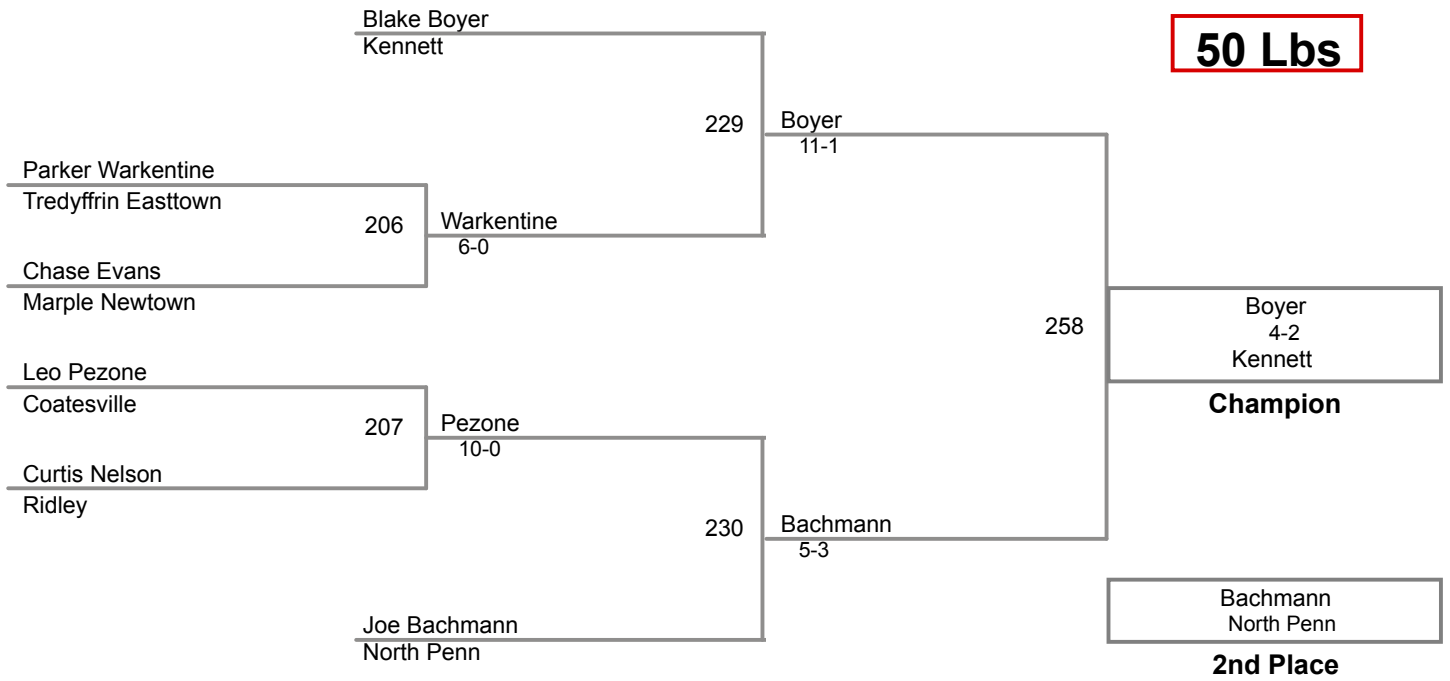 Blake Boyer
Kennett
50 Lbs
229
Boyer
11-1
Parker Warkentine
Tredyffrin Easttown
206
Warkentine
6-0
Chase Evans
Marple Newtown
258
Boyer
4-2
Kennett
Champion
Leo Pezone
Coatesville
207
Pezone
10-0
Curtis Nelson
Ridley
230
Bachmann
5-3
Joe Bachmann
North Penn
Bachmann
North Penn
2nd Place